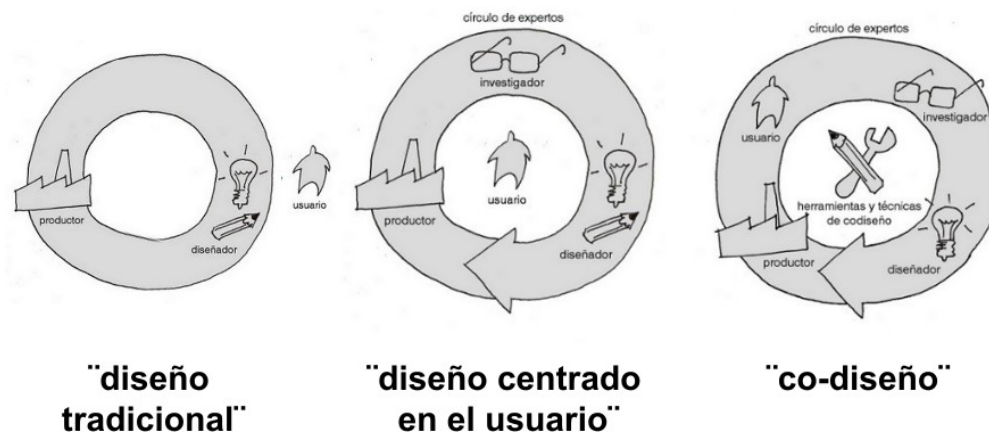 productor
diseñador
usuario
¨diseño
tradicional¨
círculo de expertos
investigador
usuario
productor
diseñador
¨diseño centrado
en el usuario¨
círculo de expertos
usuario
investigador
herramientas y técnicas
de codiseño
productor
diseñador
¨co-diseño¨